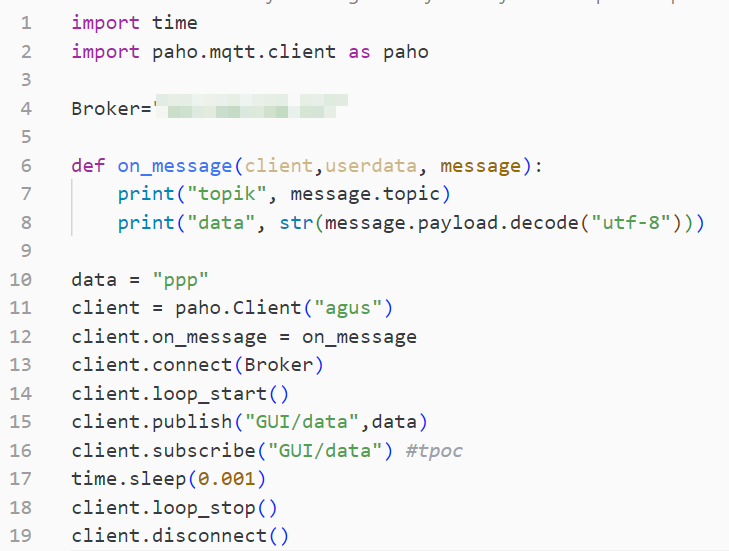 1 import time
2 import paho.mqtt.client as paho
3
4 Broker='
5
6 def on_message(client,userdata, message):
7     print("topik", message.topic)
8     print("data", str(message.payload.decode("utf-8")))
9
10 data = "ppp"
11 client = paho.Client("agus")
12 client.on_message = on_message
13 client.connect(Broker)
14 client.loop_start()
15 client.publish("GUI/data",data)
16 client.subscribe("GUI/data") #tpoc
17 time.sleep(0.001)
18 client.loop_stop()
19 client.disconnect()